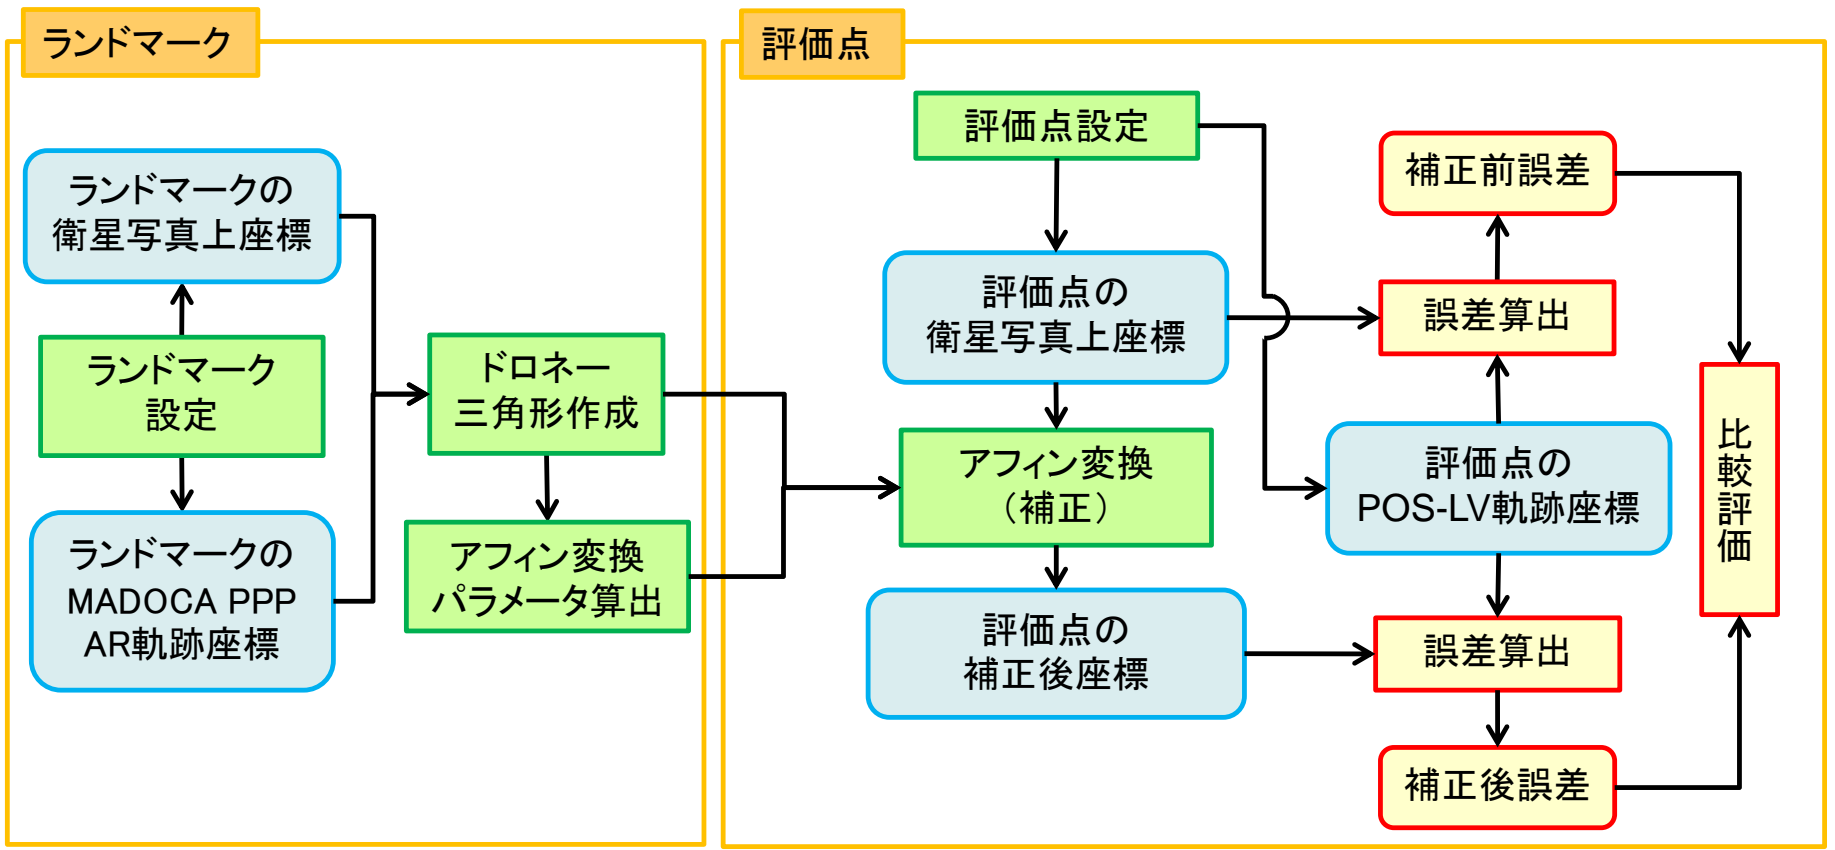 ランドマーク
ランドマークの
衛星写真上座標
ランドマーク
設定
ランドマークの
MADOCA PPP
AR軌跡座標
ドロネー
三角形作成
アフィン変換
パラメータ算出
評価点
評価点設定
評価点の
衛星写真上座標
アフィン変換
（補正）
評価点の
補正後座標
補正前誤差
誤差算出
評価点の
POS-LV軌跡座標
誤差算出
補正後誤差
比較評価